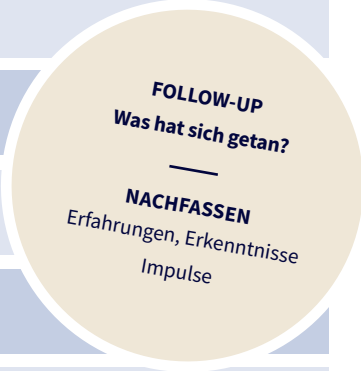 FOLLOW-UP
Was hat sich getan?
NACHFASSEN
Erfahrungen, Erkenntnisse
Impulse